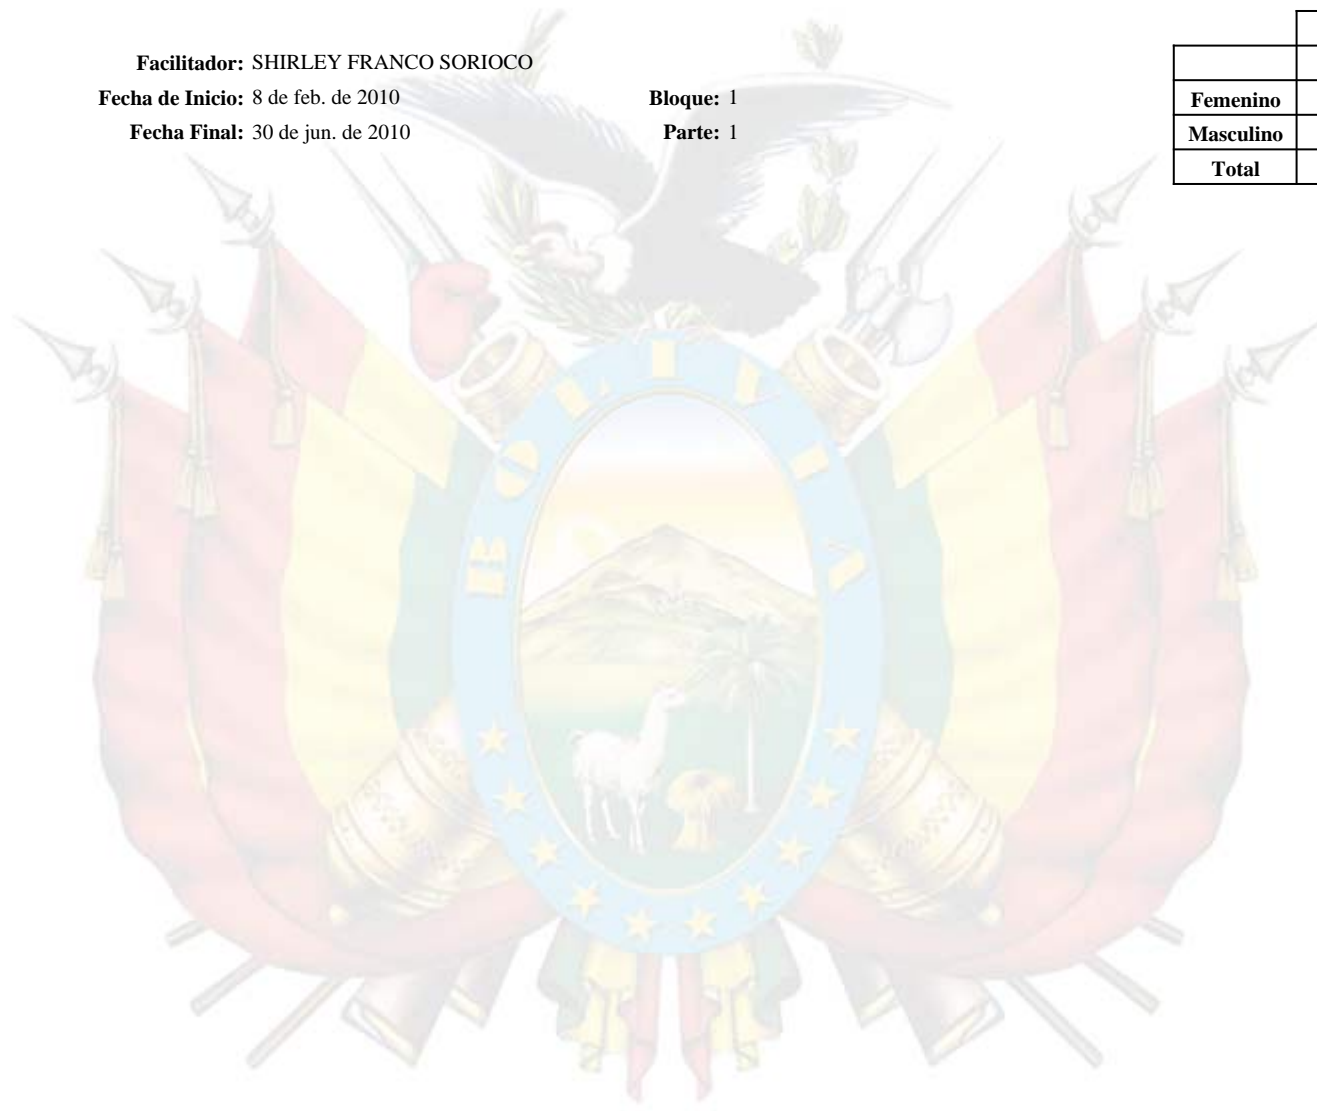 Facilitador: SHIRLEY FRANCO SORIOCO
Fecha de Inicio: 8 de feb. de 2010 Bloque: 1
Fecha Final: 30 de jun. de 2010 Parte: 1
Femenino
Masculino
Total
BOLIVIA